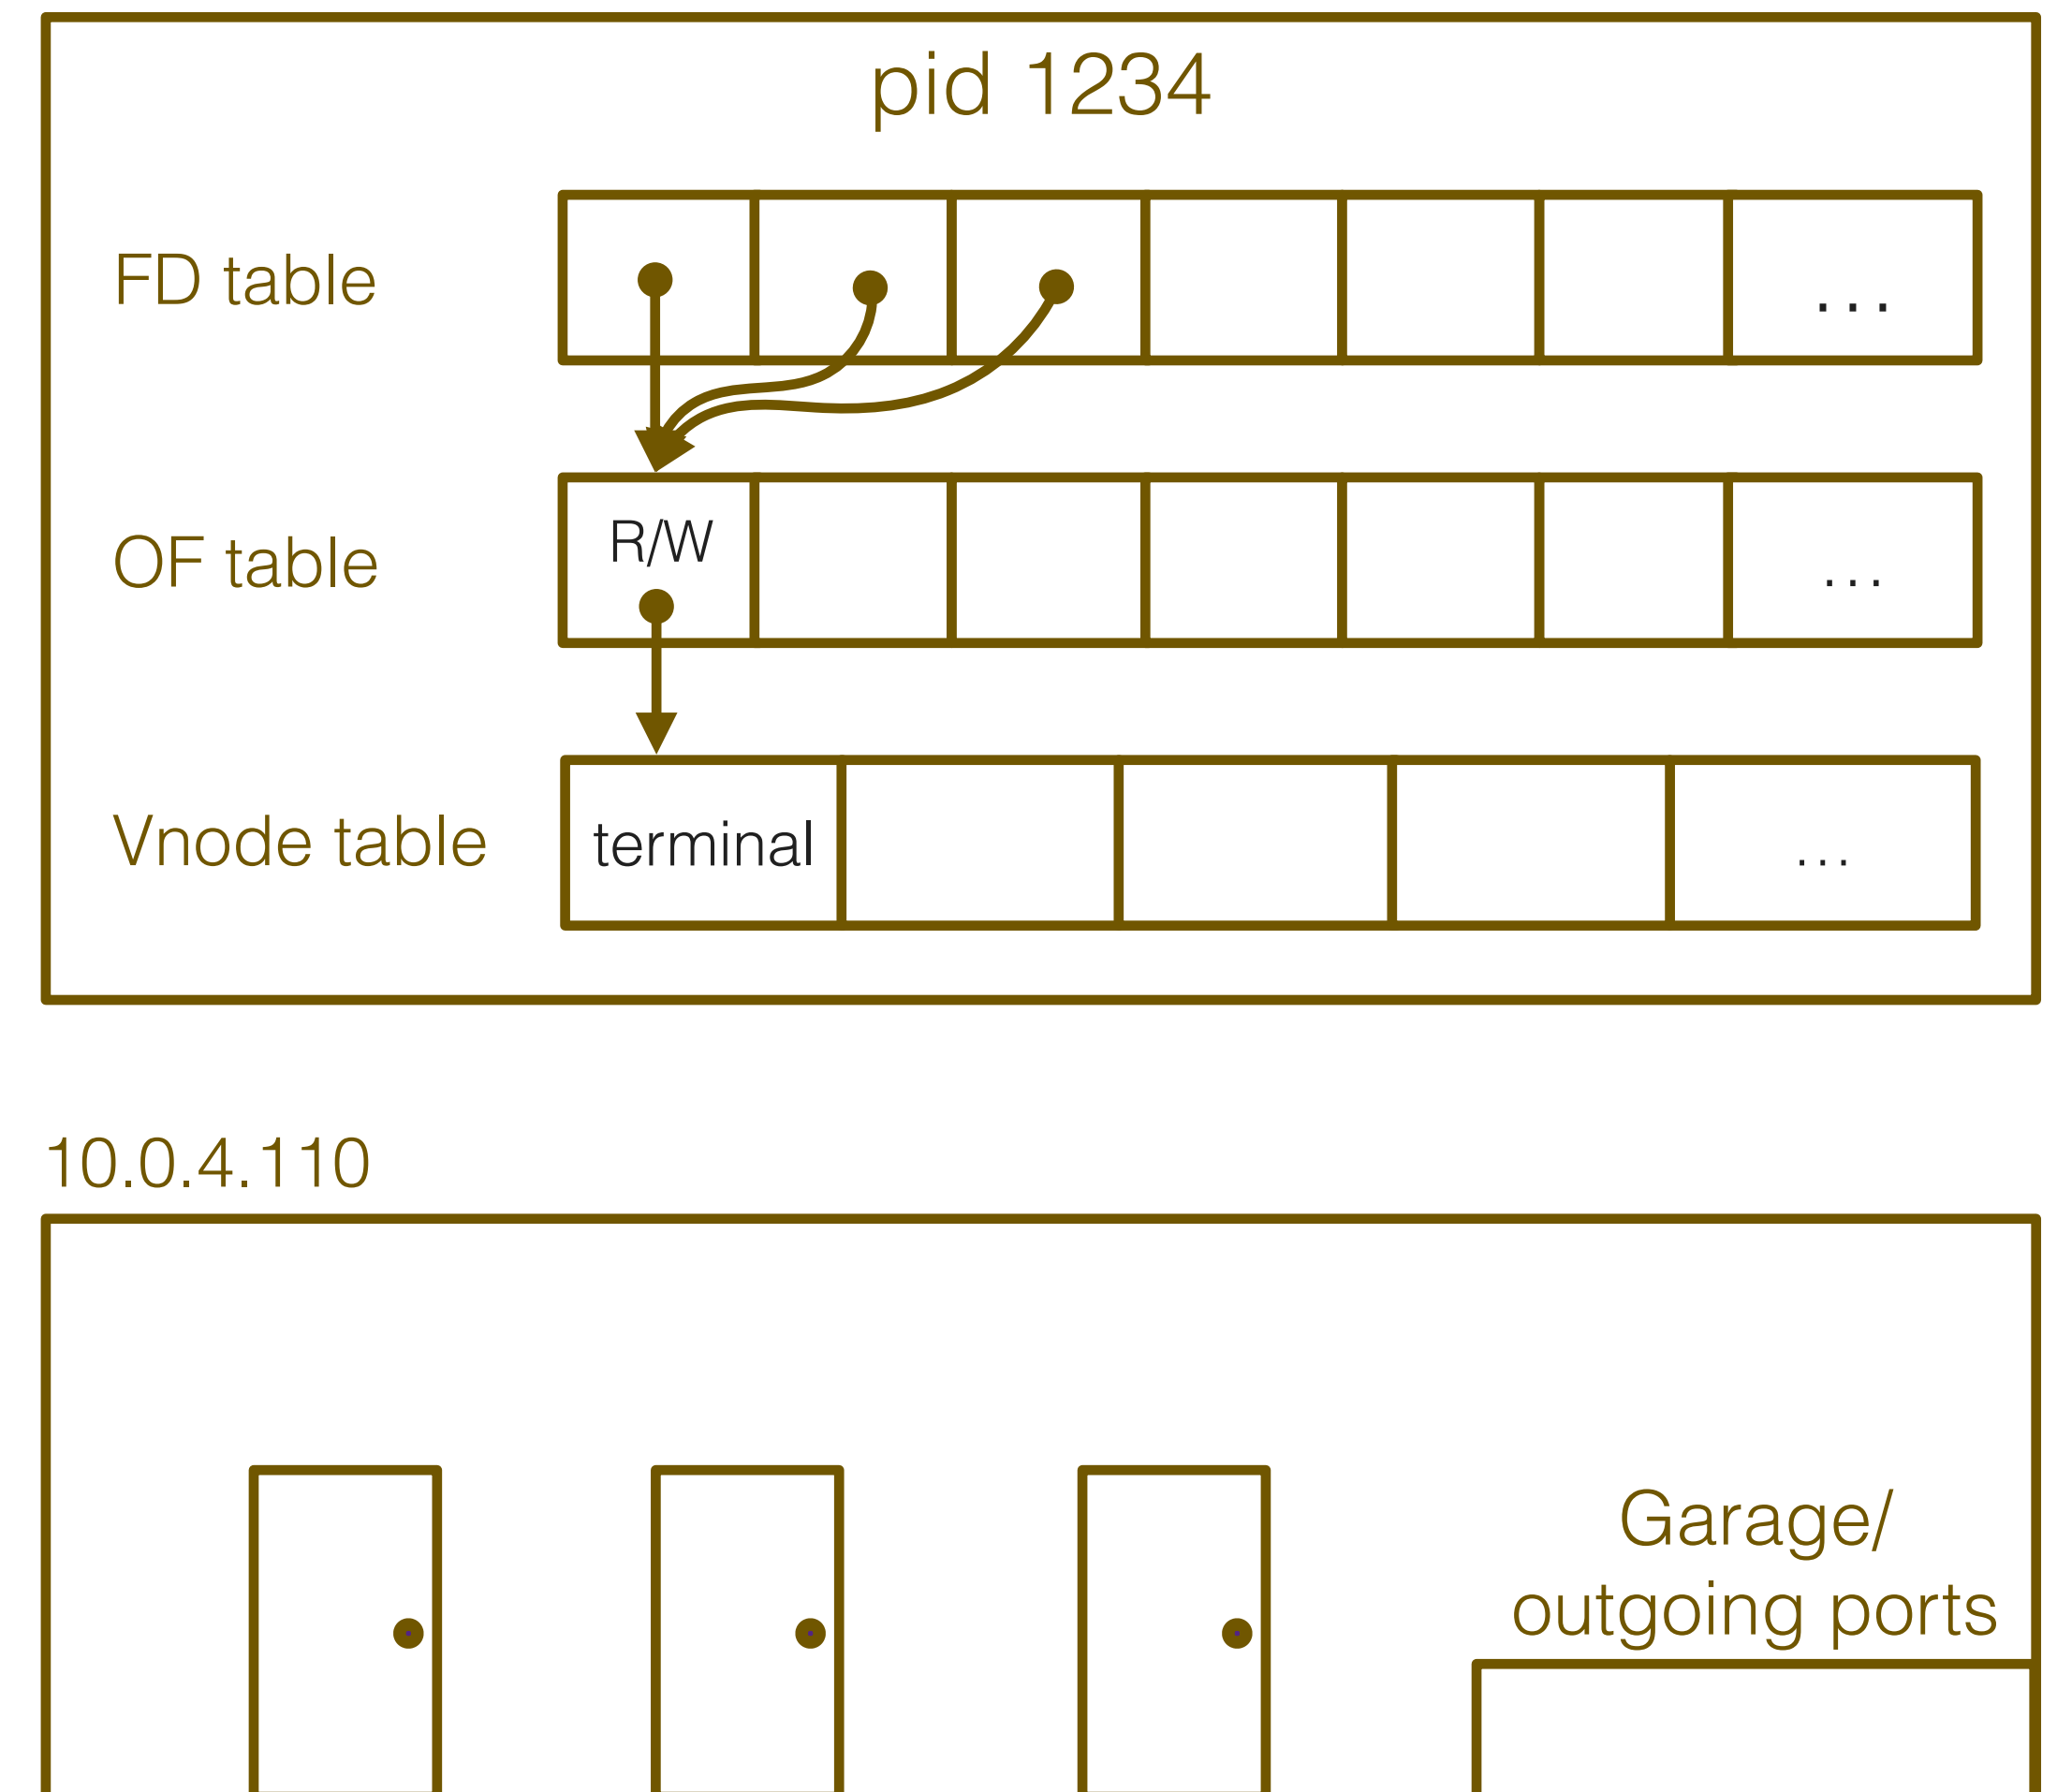 pid 1234
FD table
...
OF table
R/W
...
Vnode table
terminal
...
10.0.4.110
Garage/
outgoing ports